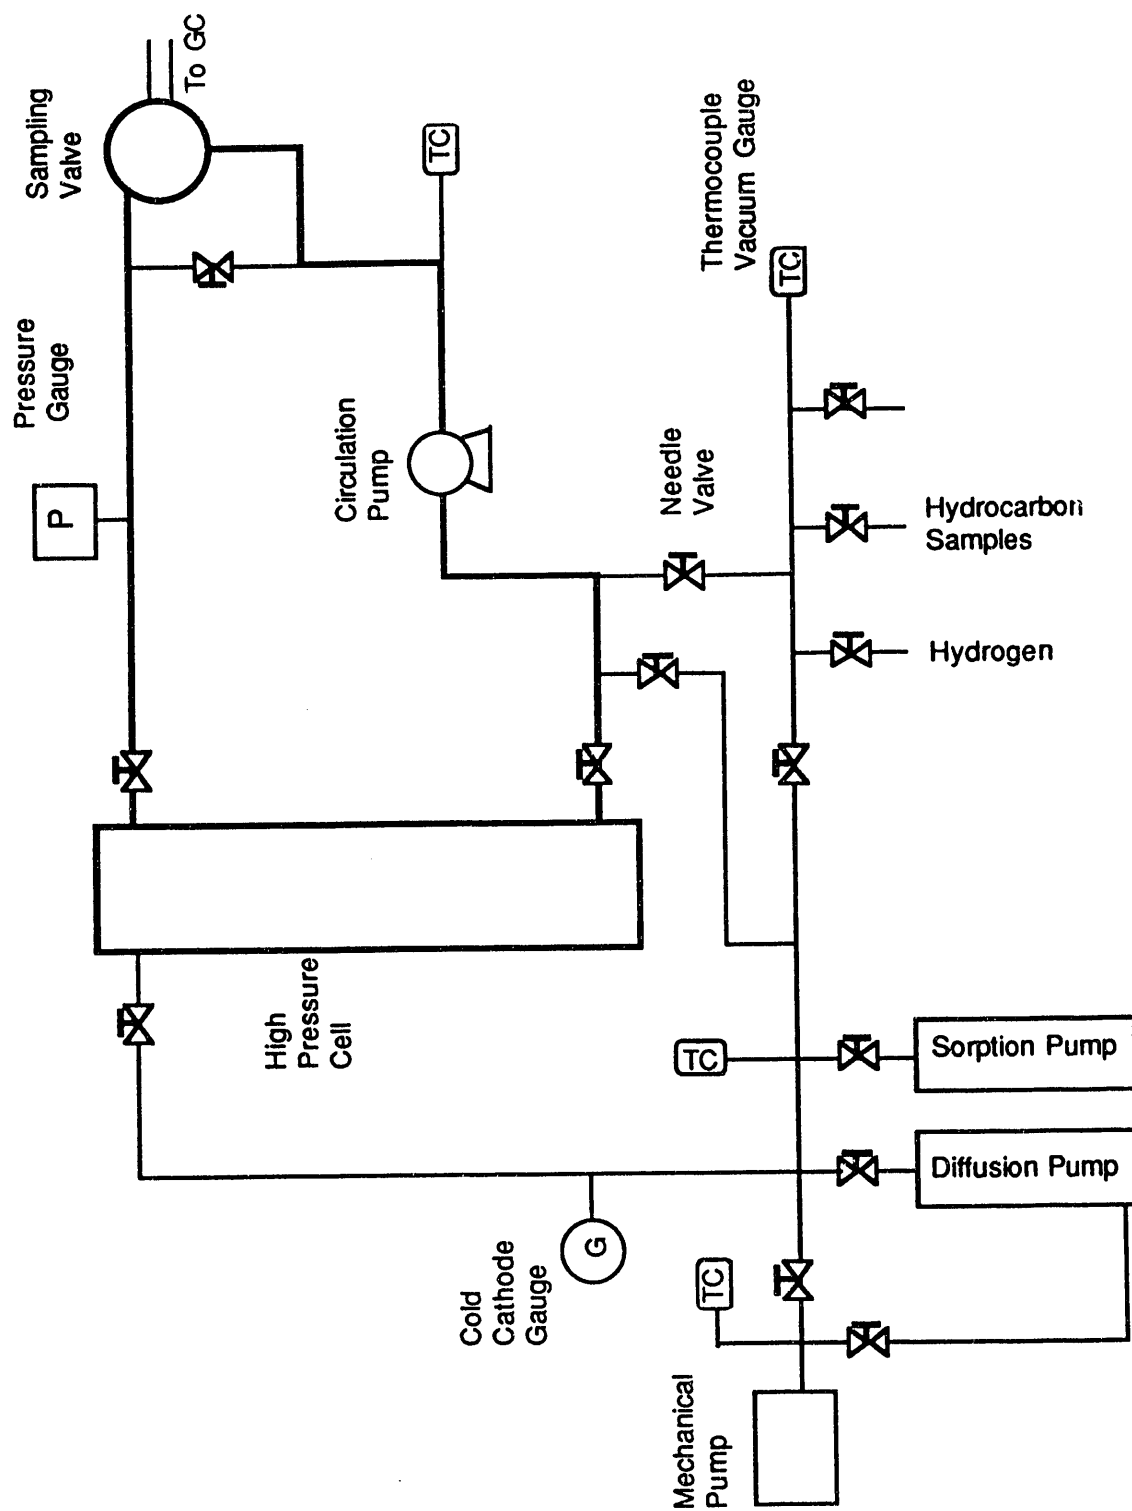 To GC
Sampling
Valve
TC
Thermocouple
Vacuum Gauge
TC
Pressure
Gauge
P
Circulation
Pump
Needle
Valve
Hydrocarbon
Samples
Hydrogen
High
Pressure
Cell
TC
Sorption Pump
Diffusion Pump
Cold
Cathode
Gauge
G
TC
Mechanical
Pump